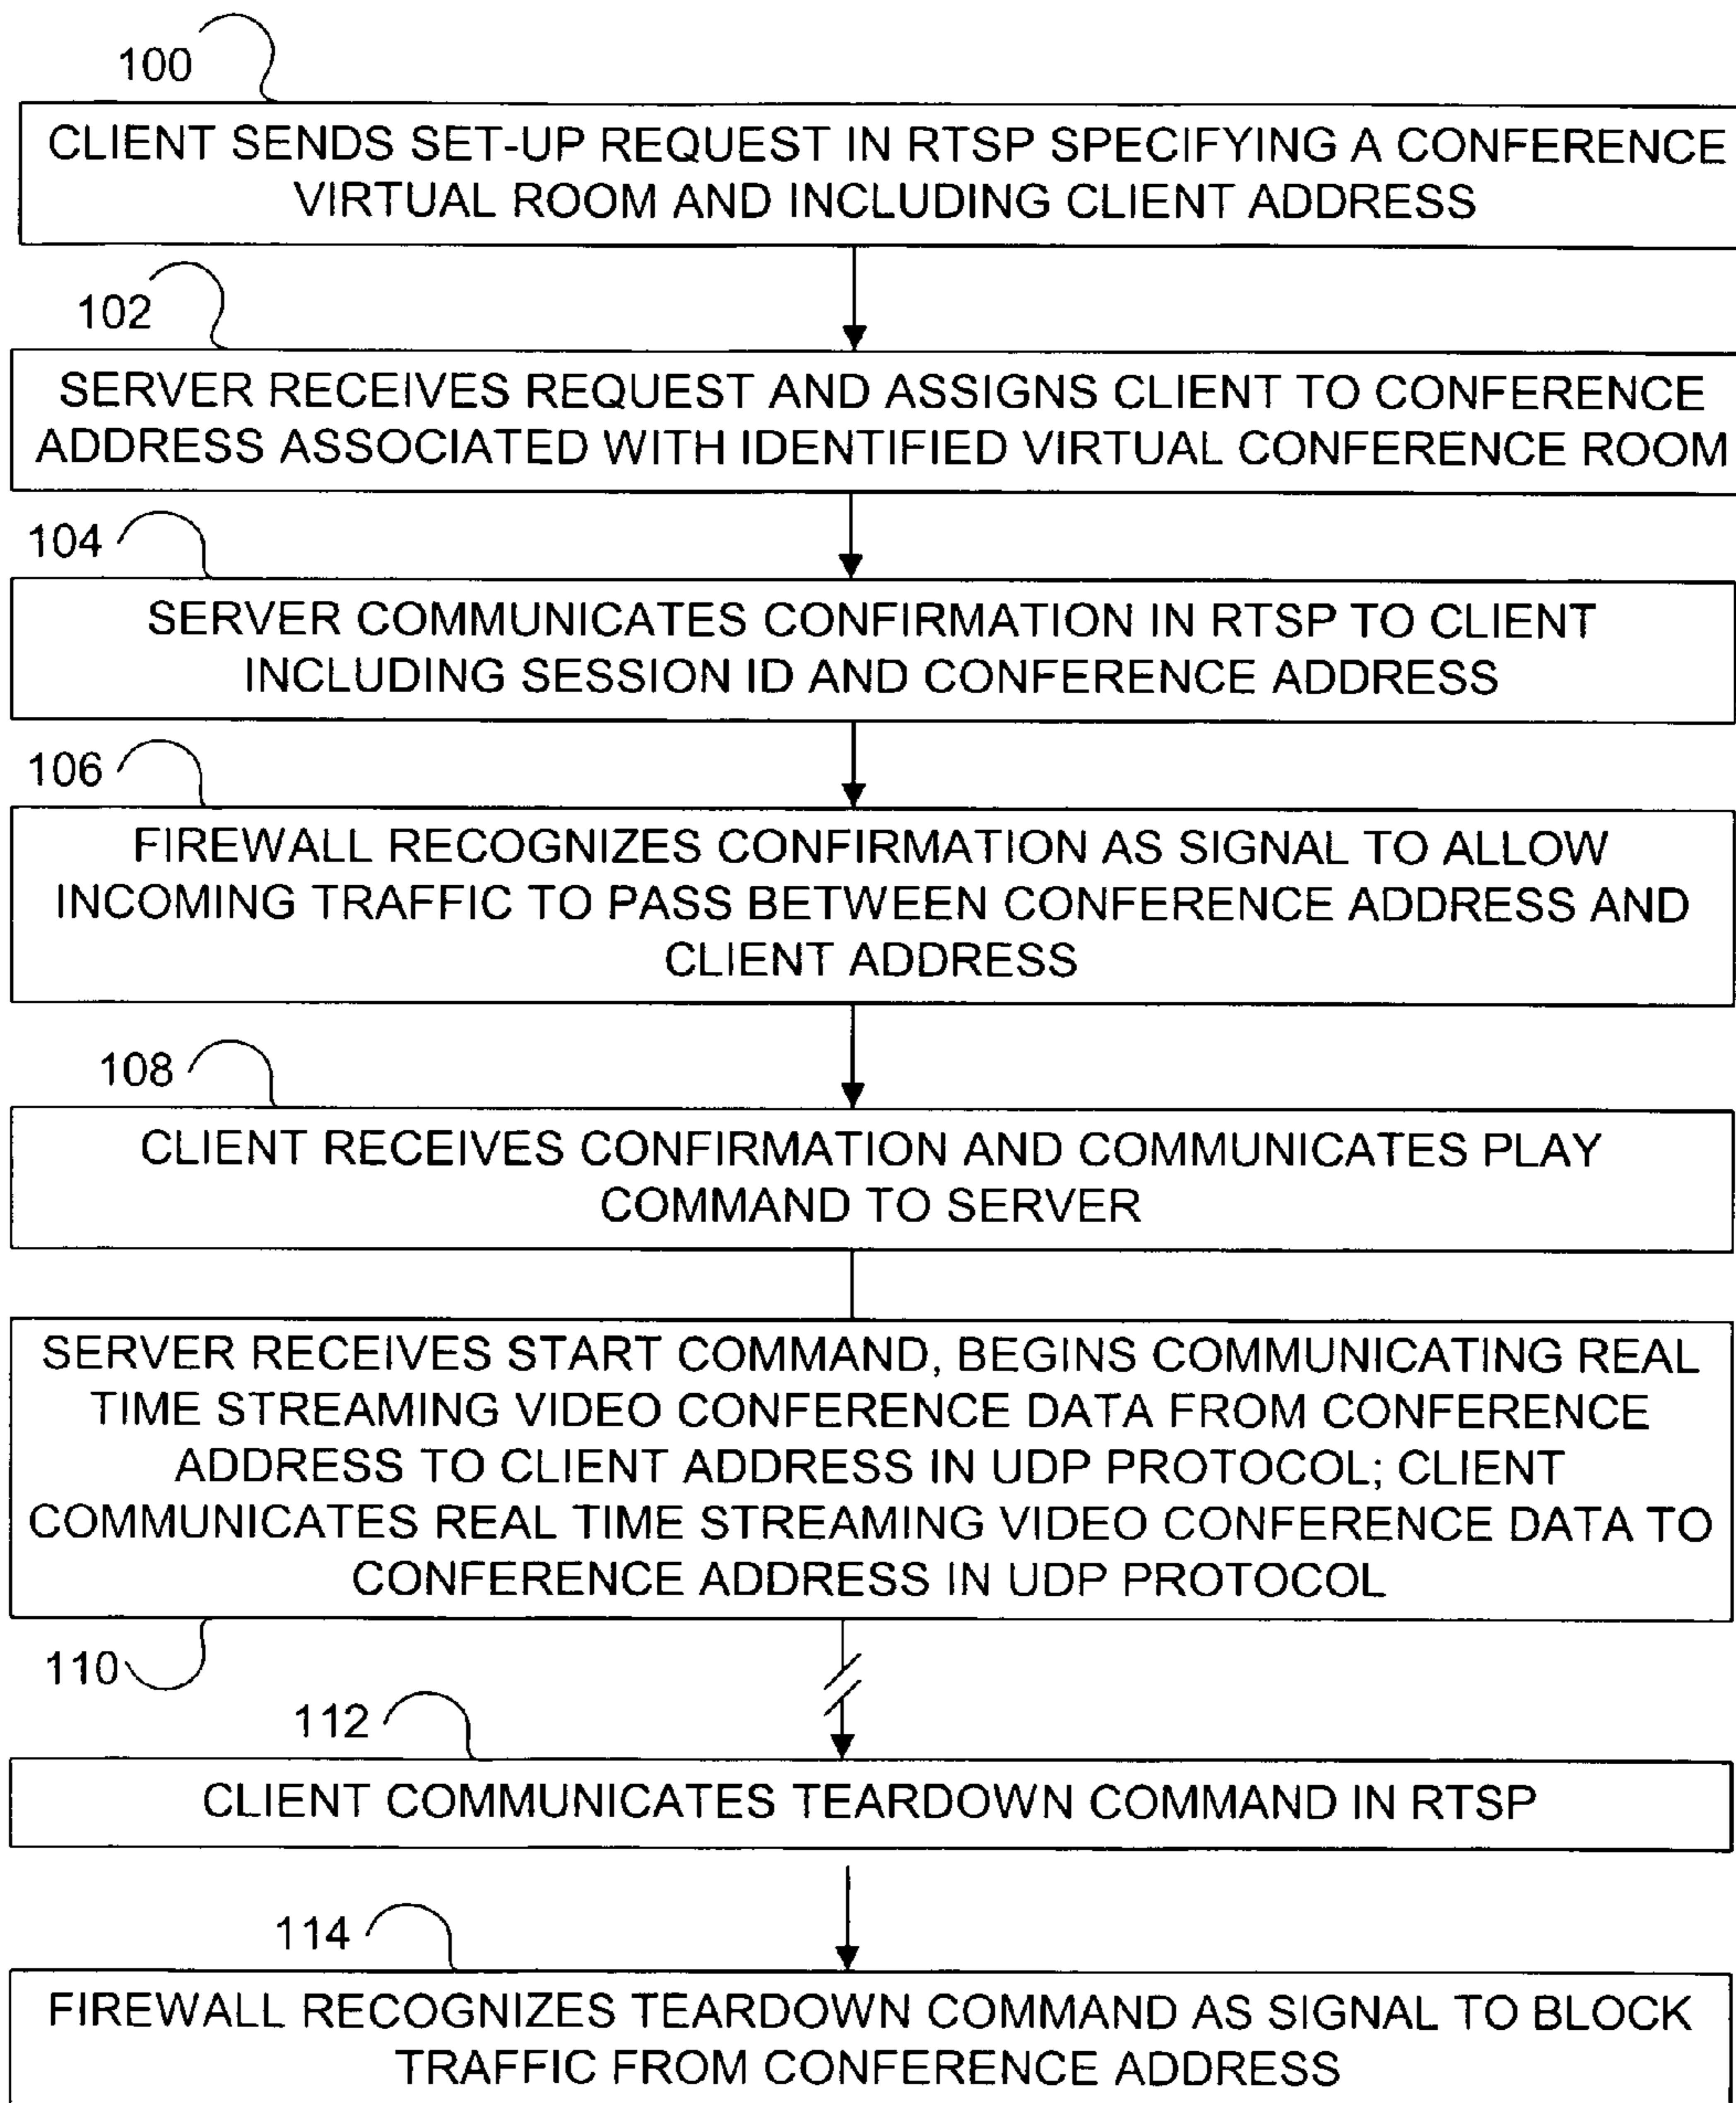 100
CLIENT SENDS SET-UP REQUEST IN RTSP SPECIFYING A CONFERENCE
VIRTUAL ROOM AND INCLUDING CLIENT ADDRESS
102
SERVER RECEIVES REQUEST AND ASSIGNS CLIENT TO CONFERENCE
ADDRESS ASSOCIATED WITH IDENTIFIED VIRTUAL CONFERENCE ROOM
104
SERVER COMMUNICATES CONFIRMATION IN RTSP TO CLIENT
INCLUDING SESSION ID AND CONFERENCE ADDRESS
106
FIREWALL RECOGNIZES CONFIRMATION AS SIGNAL TO ALLOW
INCOMING TRAFFIC TO PASS BETWEEN CONFERENCE ADDRESS AND
CLIENT ADDRESS
108
CLIENT RECEIVES CONFIRMATION AND COMMUNICATES PLAY
COMMAND TO SERVER
SERVER RECEIVES START COMMAND, BEGINS COMMUNICATING REAL
TIME STREAMING VIDEO CONFERENCE DATA FROM CONFERENCE
ADDRESS TO CLIENT ADDRESS IN UDP PROTOCOL; CLIENT
COMMUNICATES REAL TIME STREAMING VIDEO CONFERENCE DATA TO
CONFERENCE ADDRESS IN UDP PROTOCOL
110
112
CLIENT COMMUNICATES TEARDOWN COMMAND IN RTSP
114
FIREWALL RECOGNIZES TEARDOWN COMMAND AS SIGNAL TO BLOCK
TRAFFIC FROM CONFERENCE ADDRESS